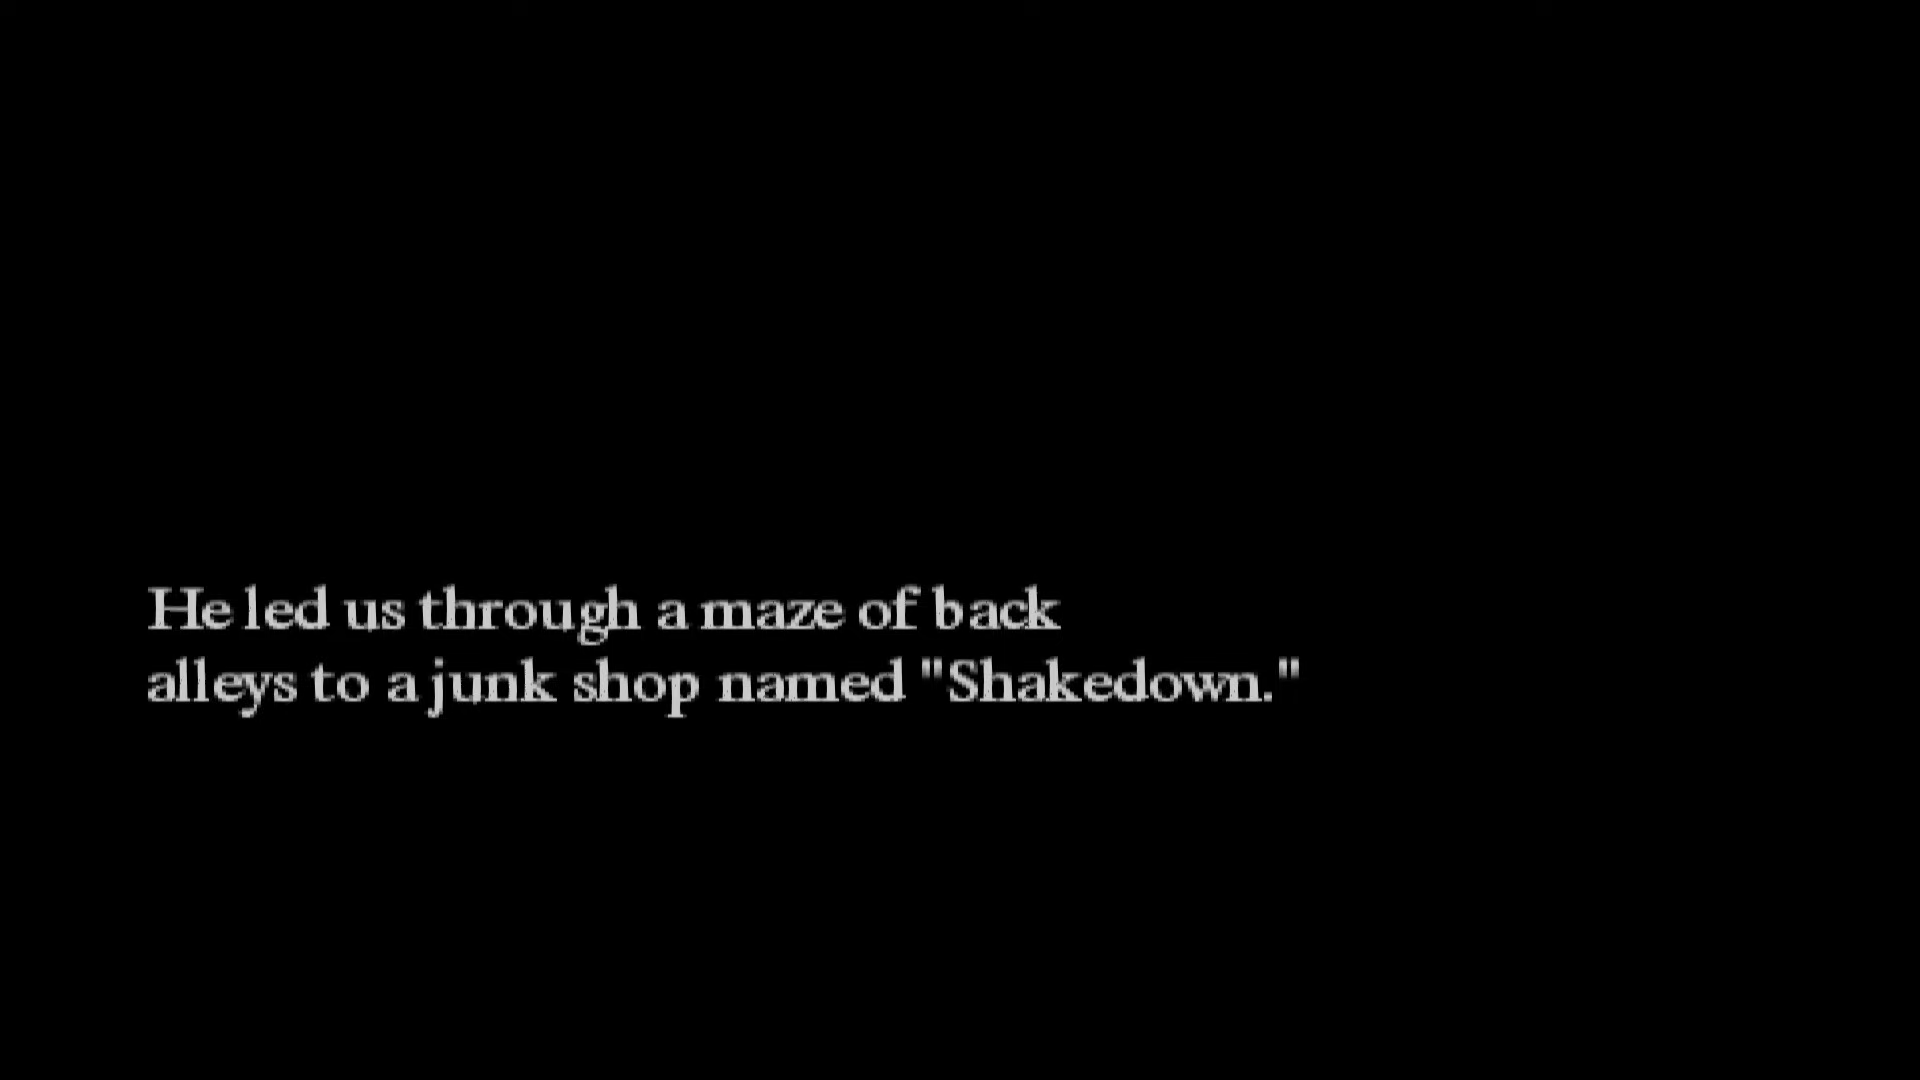 He led us through a maze of back
alleys to a junk shop named "Shakedown."